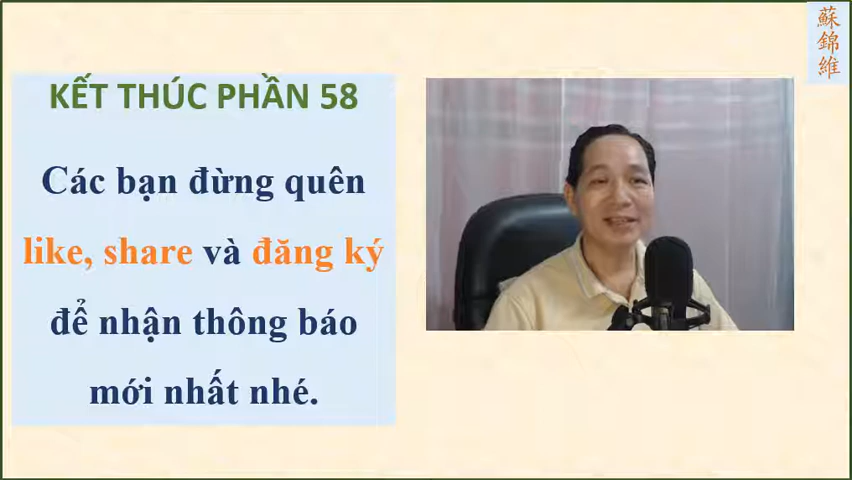 蘇錦維
KẾT THÚC PHẦN 58
Các bạn đừng quên
like, share và đăng ký
để nhận thông báo
mới nhất nhé.